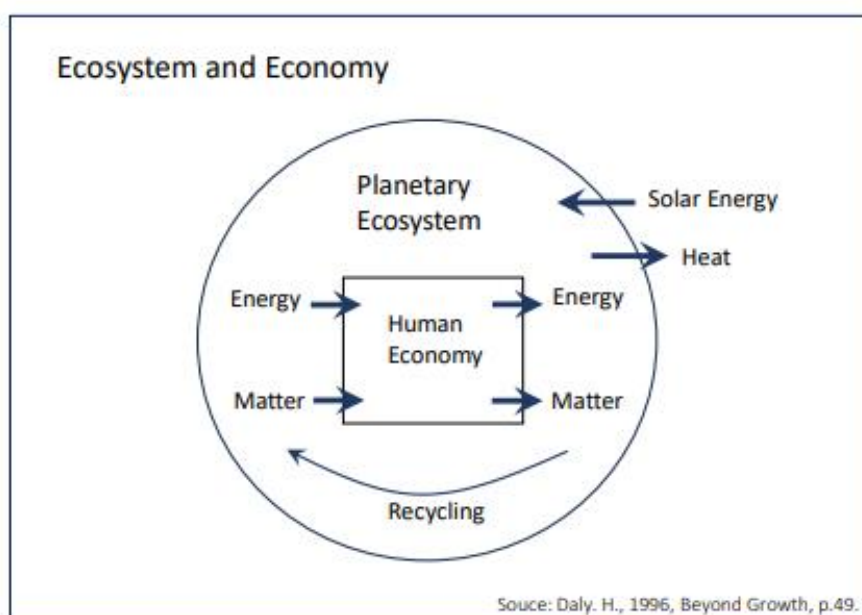 Ecosystem and Economy
Planetary
Ecosystem
Solar Energy
Heat
Energy
Energy
Human
Economy
Matter
Matter
Recycling
Souce: Daly. H., 1996, Beyond Growth, p.49.